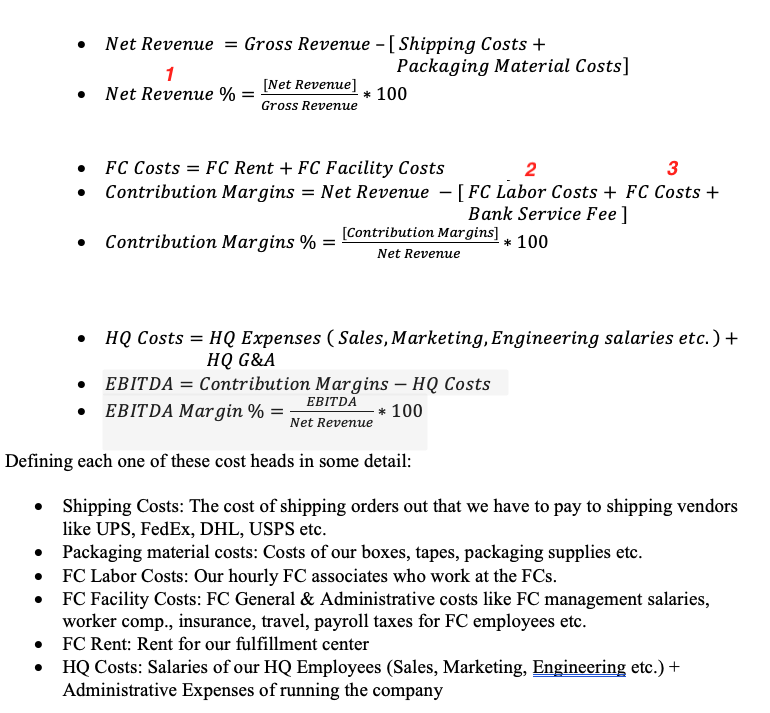 • Net Revenue = Gross Revenue − [ Shipping Costs +
Packaging Material Costs]
1
• Net Revenue % = [Net Revenue] / Gross Revenue * 100
• FC Costs = FC Rent + FC Facility Costs
2 3
• Contribution Margins = Net Revenue − [ FC Labor Costs + FC Costs +
Bank Service Fee ]
• Contribution Margins % = [Contribution Margins] / Net Revenue * 100
• HQ Costs = HQ Expenses ( Sales, Marketing, Engineering salaries etc. ) +
HQ G&A
• EBITDA = Contribution Margins − HQ Costs
• EBITDA Margin % = EBITDA / Net Revenue * 100
Defining each one of these cost heads in some detail:
• Shipping Costs: The cost of shipping orders out that we have to pay to shipping vendors
like UPS, FedEx, DHL, USPS etc.
• Packaging material costs: Costs of our boxes, tapes, packaging supplies etc.
• FC Labor Costs: Our hourly FC associates who work at the FCs.
• FC Facility Costs: FC General & Administrative costs like FC management salaries,
worker comp., insurance, travel, payroll taxes for FC employees etc.
• FC Rent: Rent for our fulfillment center
• HQ Costs: Salaries of our HQ Employees (Sales, Marketing, Engineering etc.) +
Administrative Expenses of running the company